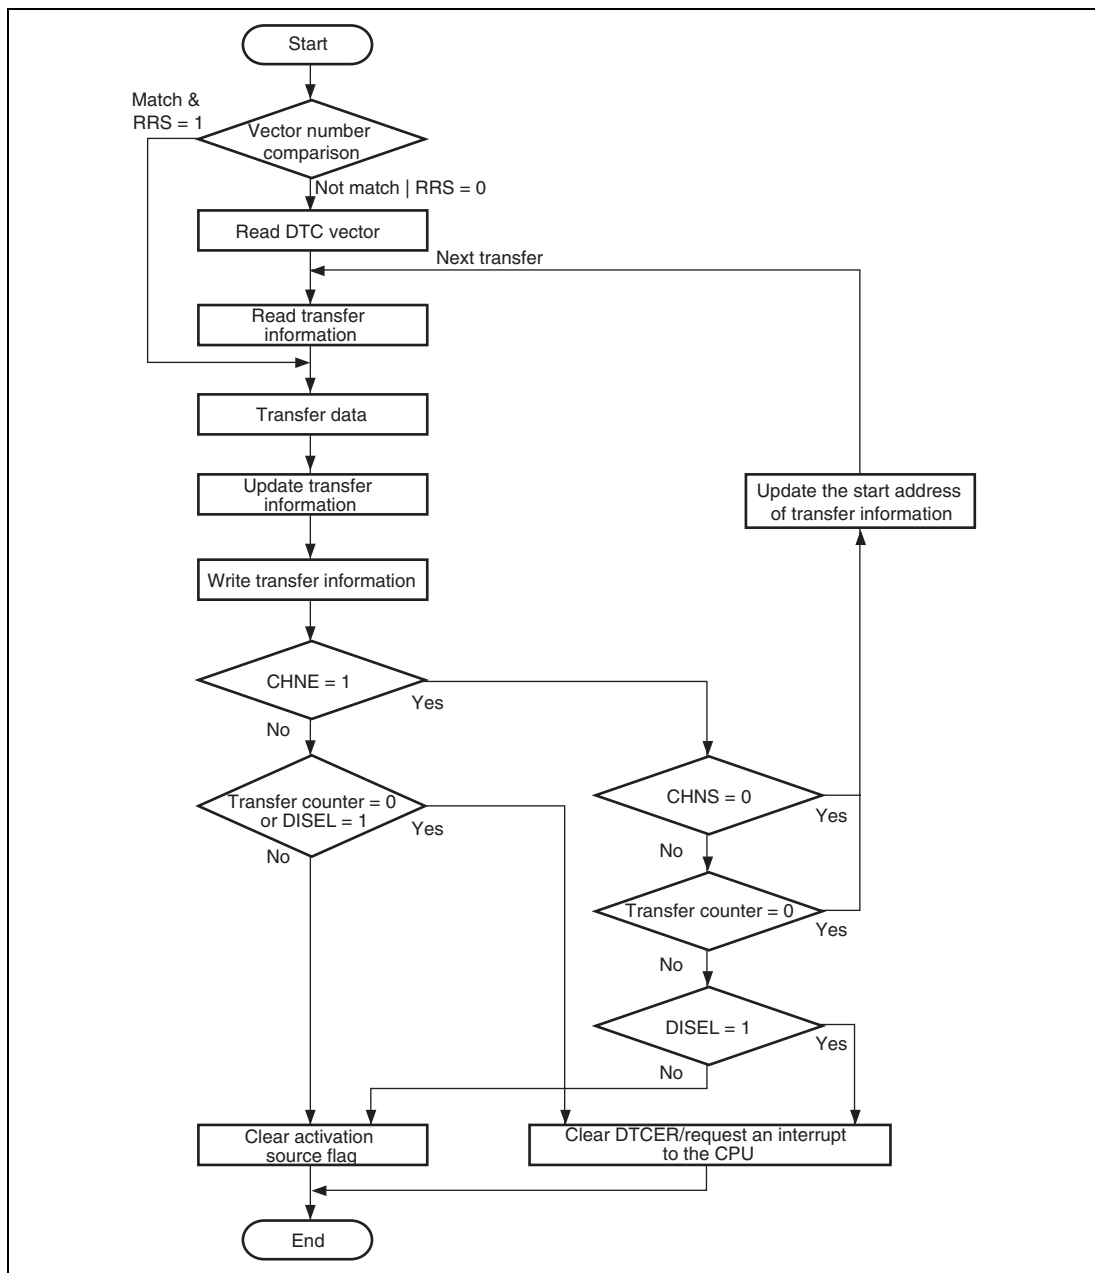 Start
Match &
RRS = 1
Vector number
comparison
Not match | RRS = 0
Read DTC vector
Next transfer
Read transfer
information
Transfer data
Update transfer
information
Update the start address
of transfer information
Write transfer information
CHNE = 1
Yes
No
CHNS = 0
Yes
No
Transfer counter = 0
or DISEL = 1
Yes
No
Transfer counter = 0
Yes
No
DISEL = 1
Yes
No
Clear activation
source flag
Clear DTCER/request an interrupt
to the CPU
End